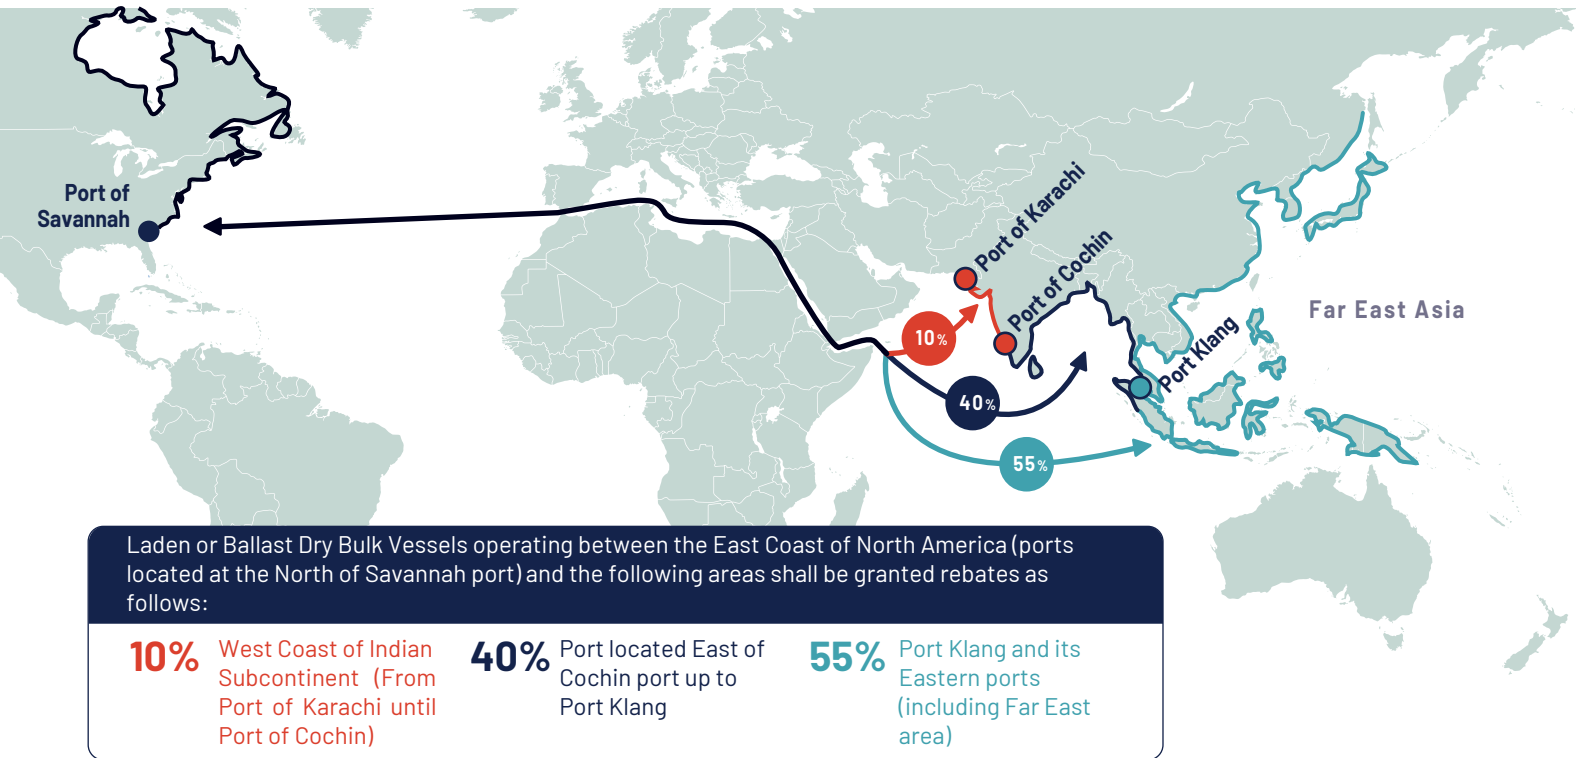 Port of
Savannah
Port of Karachi
Port of Cochin
Port Klang
Far East Asia
10%
40%
55%
Laden or Ballast Dry Bulk Vessels operating between the East Coast of North America (ports
located at the North of Savannah port) and the following areas shall be granted rebates as
follows:
10%
West Coast of Indian
Subcontinent (From
Port of Karachi until
Port of Cochin)
40%
Port located East of
Cochin port up to
Port Klang
55%
Port Klang and its
Eastern ports
(including Far East
area)